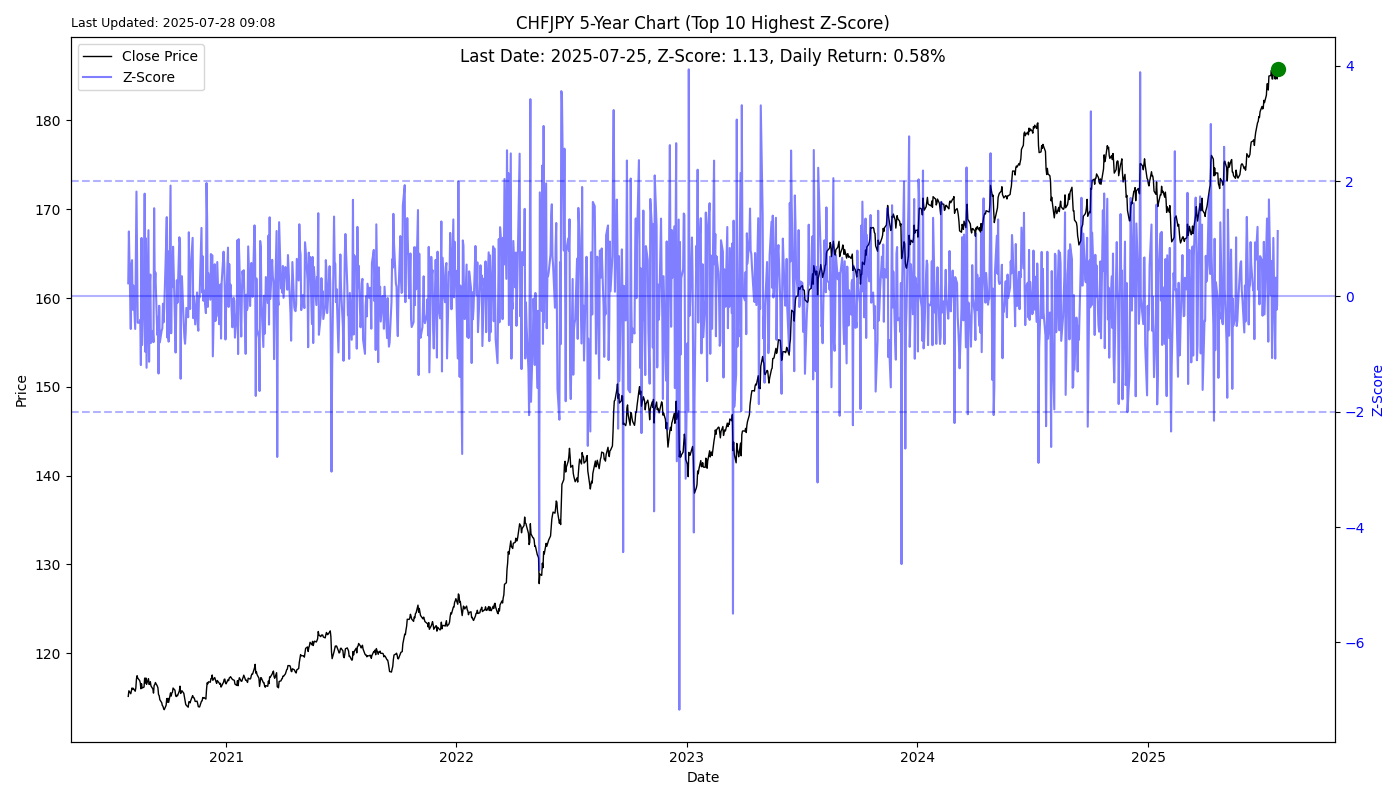 Last Updated: 2025-07-28 09:08
CHFJPY 5-Year Chart (Top 10 Highest Z-Score)
Last Date: 2025-07-25, Z-Score: 1.13, Daily Return: 0.58%
Close Price
Z-Score
Price
180
170
160
150
140
130
120
4
2
0
−2
−4
−6
Z-Score
2021
2022
2023
2024
2025
Date